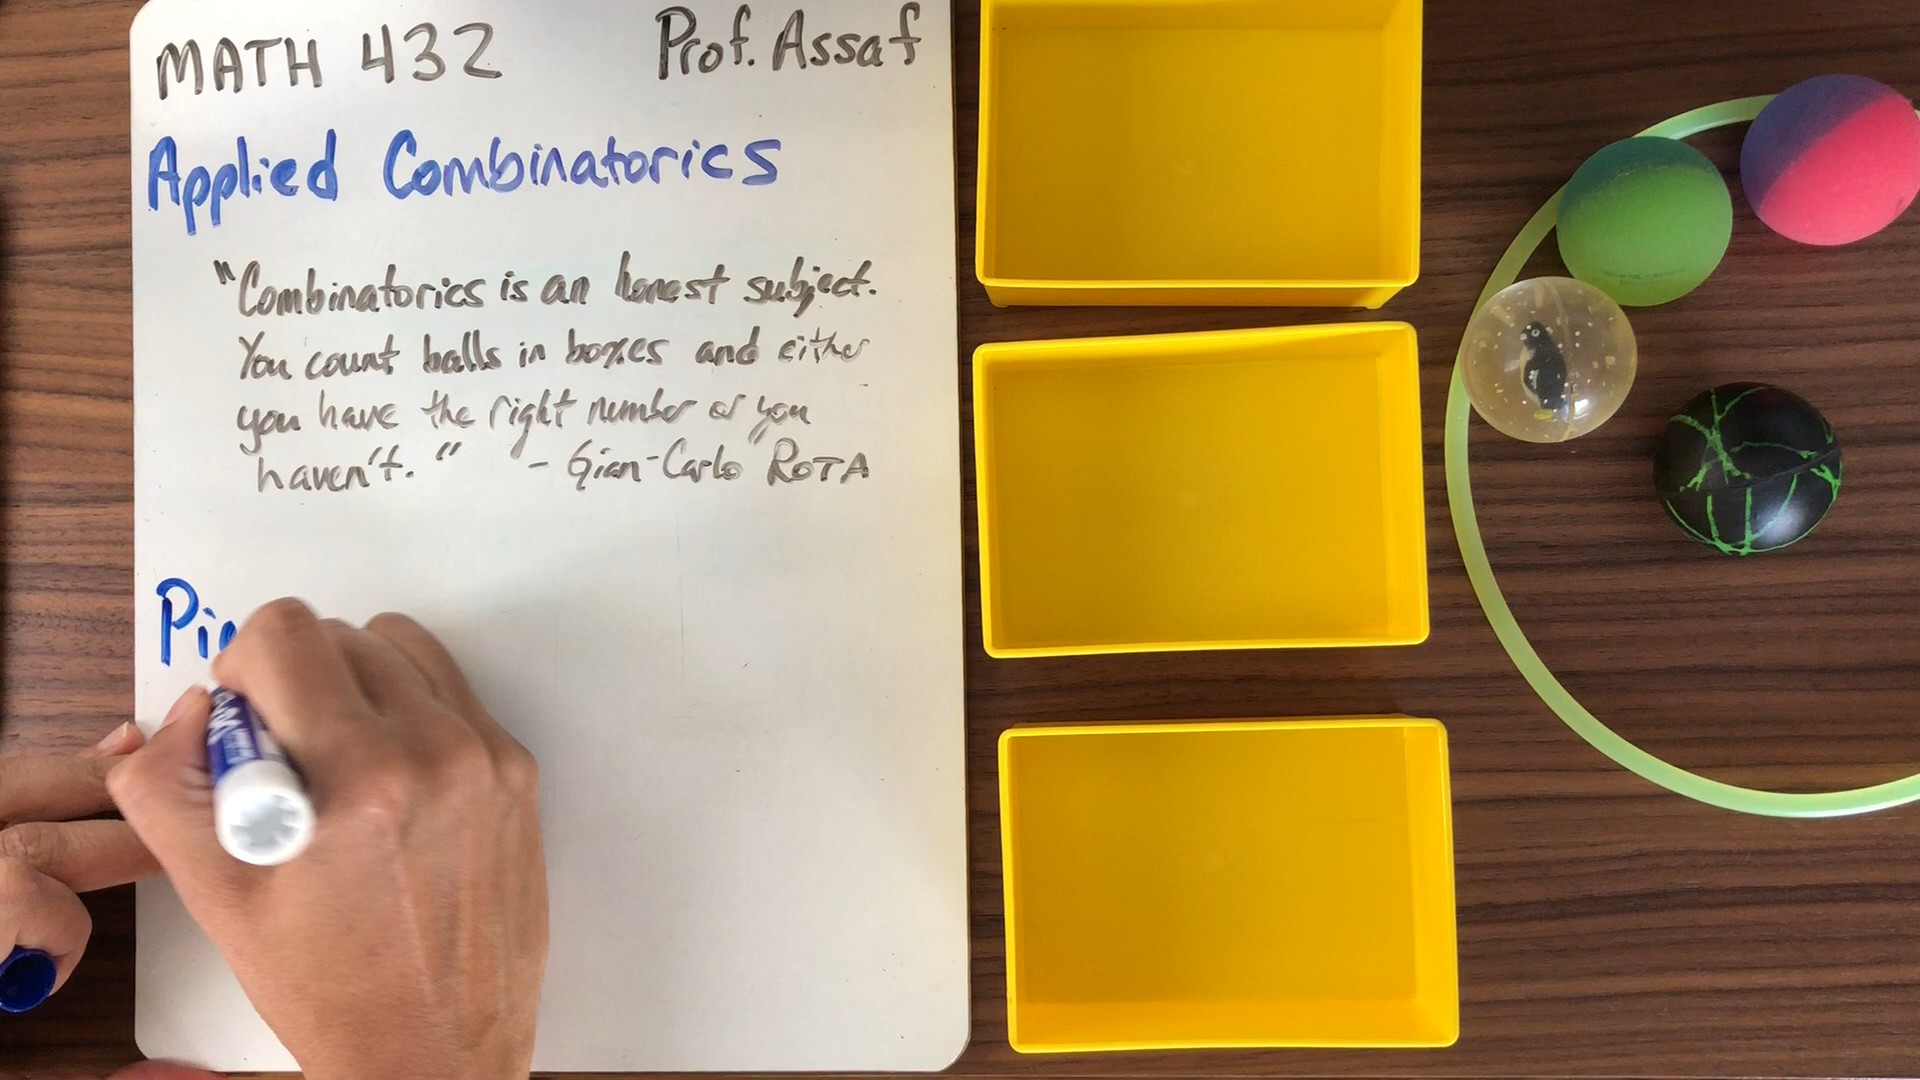 MATH 432 Prof. Assaf
Applied Combinatorics
"Combinatorics is an honest subject.
You count balls in boxes and either
you have the right number or you
haven't." - Gian-Carlo ROTA
Pi